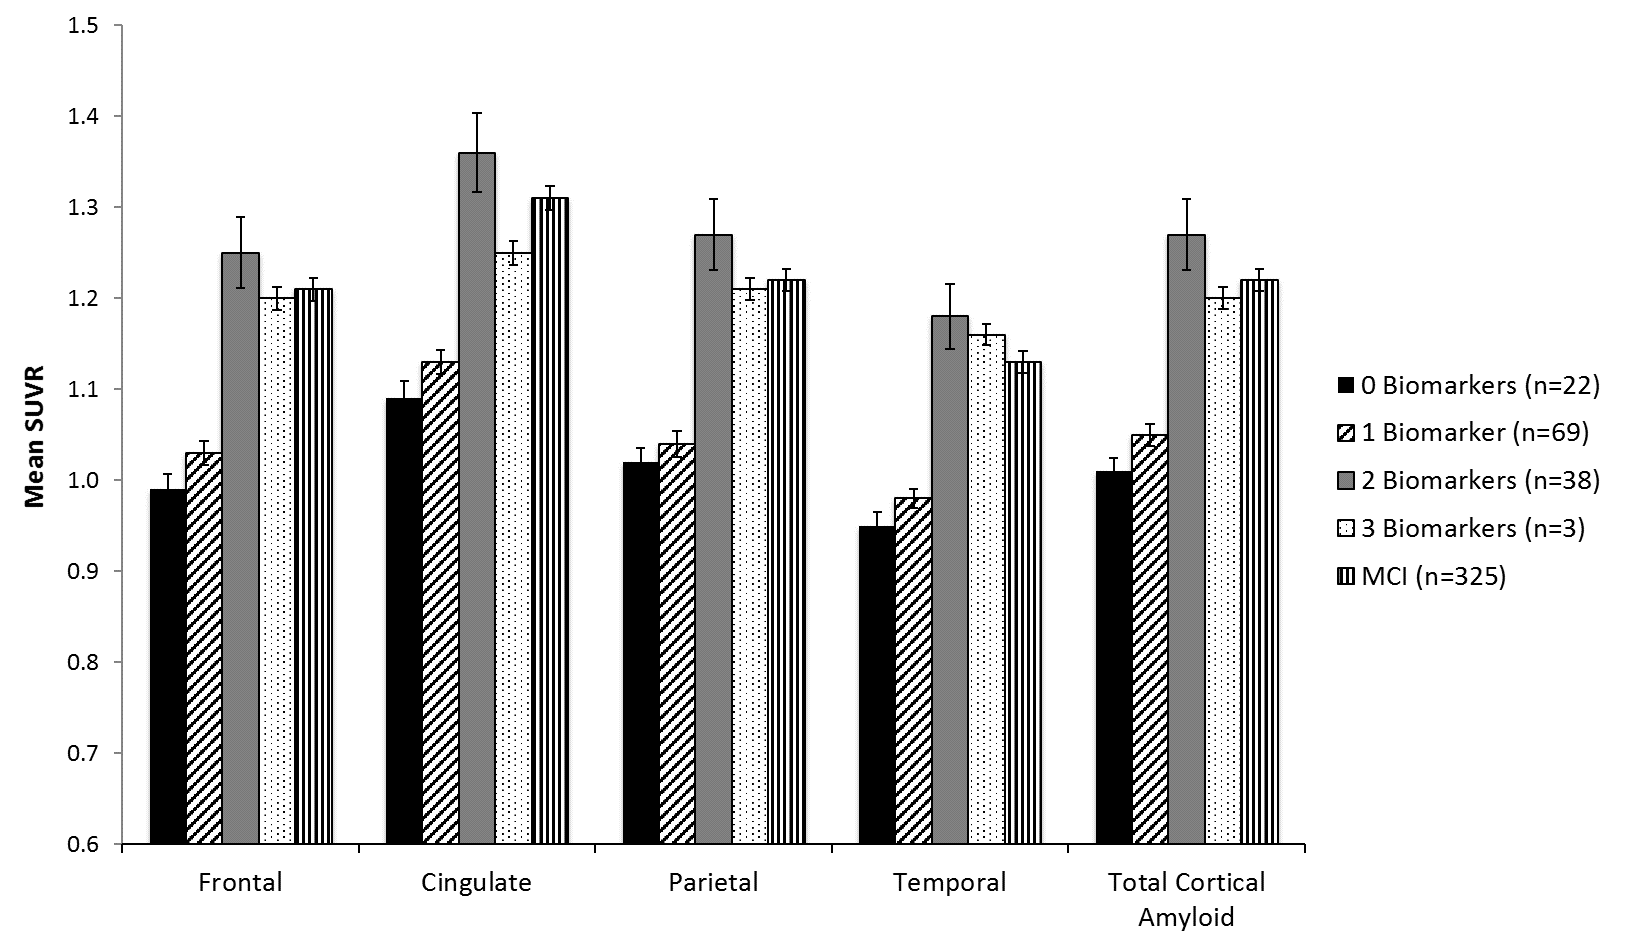 1.5
1.4
1.3
1.2
1.1
1.0
0.9
0.8
0.7
0.6
Mean SUVR
Frontal
Cingulate
Parietal
Temporal
Total Cortical
Amyloid
0 Biomarkers (n=22)
1 Biomarker (n=69)
2 Biomarkers (n=38)
3 Biomarkers (n=3)
MCI (n=325)